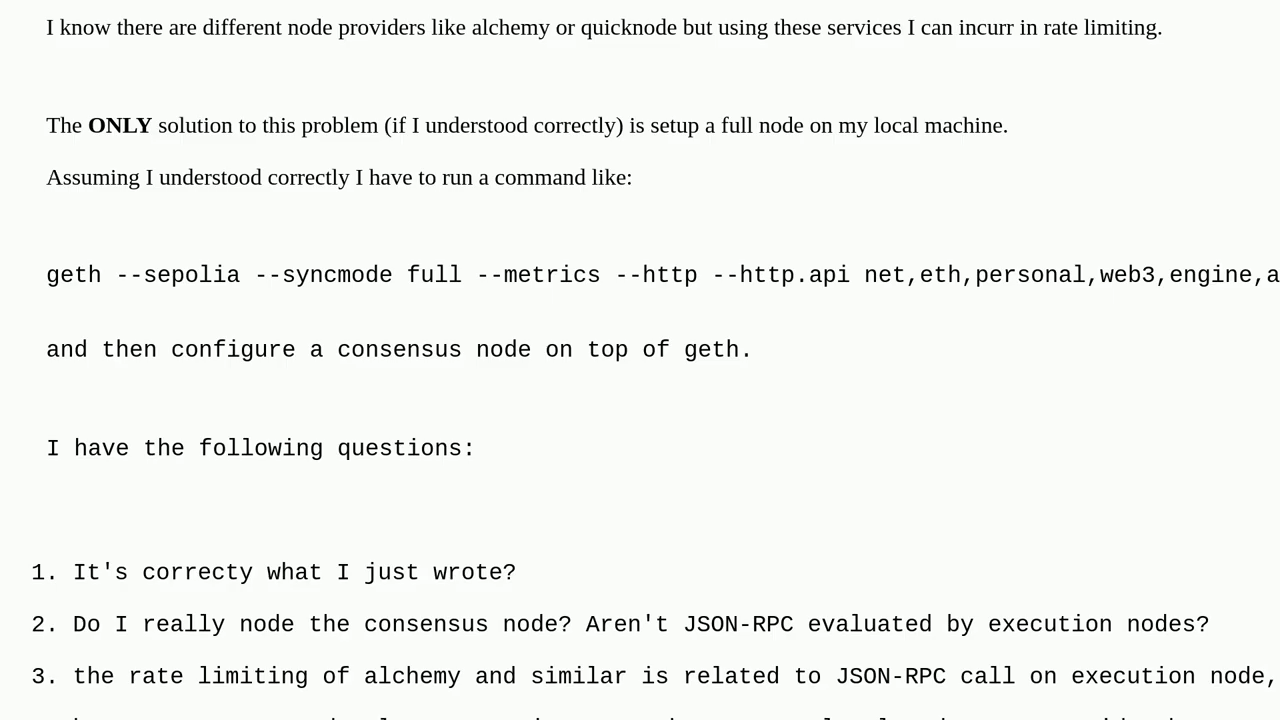 I know there are different node providers like alchemy or quicknode but using these services I can incurr in rate limiting.
The ONLY solution to this problem (if I understood correctly) is setup a full node on my local machine.
Assuming I understood correctly I have to run a command like:
geth --sepolia --syncmode full --metrics --http --http.api net,eth,personal,web3,engine,a
and then configure a consensus node on top of geth.
I have the following questions:
1. It's correcty what I just wrote?
2. Do I really node the consensus node? Aren't JSON-RPC evaluated by execution nodes?
3. the rate limiting of alchemy and similar is related to JSON-RPC call on execution node,